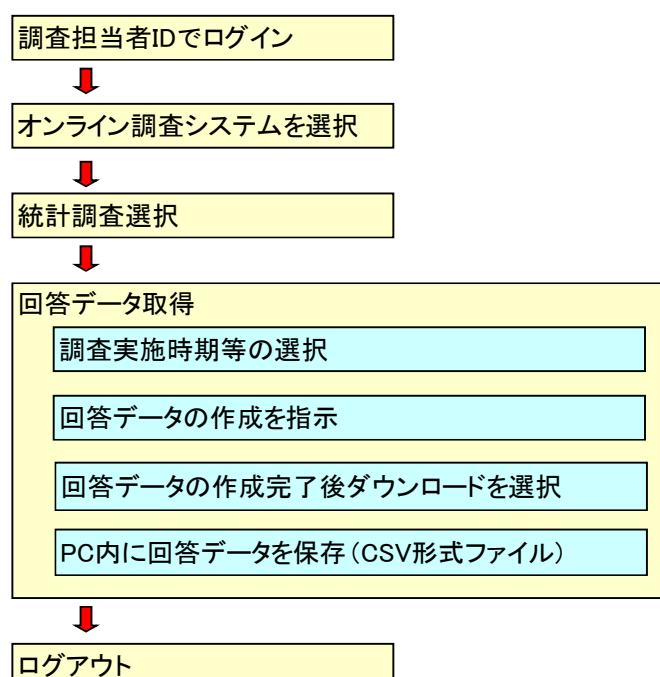 調査担当者IDでログイン
オンライン調査システムを選択
統計調査選択
回答データ取得
調査実施時期等の選択
回答データの作成を指示
回答データの作成完了後ダウンロードを選択
PC内に回答データを保存（CSV形式ファイル）
ログアウト